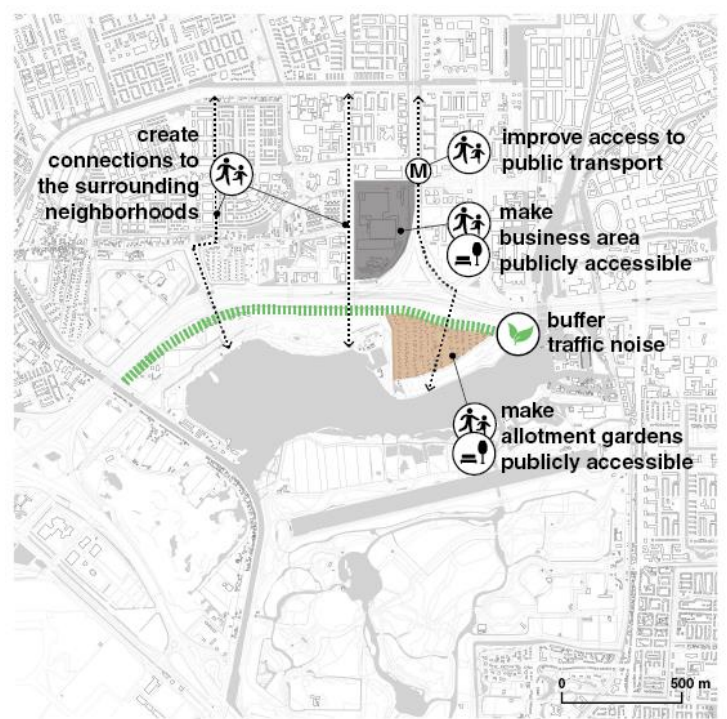 create
connections to
the surrounding
neighborhoods
M
improve access to
public transport
make
business area
publicly accessible
buffer
traffic noise
make
allotment gardens
publicly accessible
0 500 m